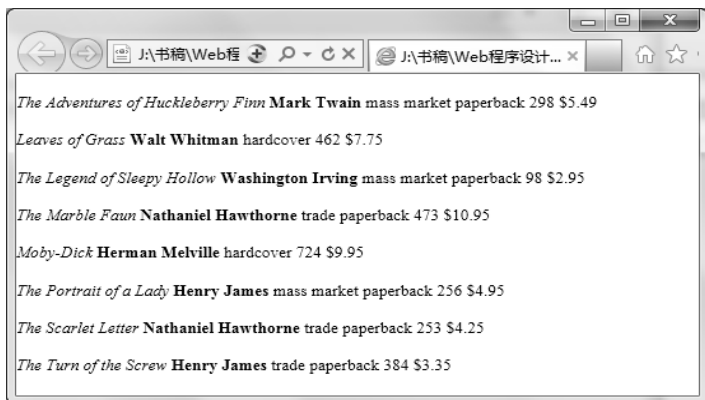 J:\书稿\Web程
J:\书稿\Web程序设计...
The Adventures of Huckleberry Finn Mark Twain mass market paperback 298 $5.49
Leaves of Grass Walt Whitman hardcover 462 $7.75
The Legend of Sleepy Hollow Washington Irving mass market paperback 98 $2.95
The Marble Faun Nathaniel Hawthorne trade paperback 473 $10.95
Moby-Dick Herman Melville hardcover 724 $9.95
The Portrait of a Lady Henry James mass market paperback 256 $4.95
The Scarlet Letter Nathaniel Hawthorne trade paperback 253 $4.25
The Turn of the Screw Henry James trade paperback 384 $3.35